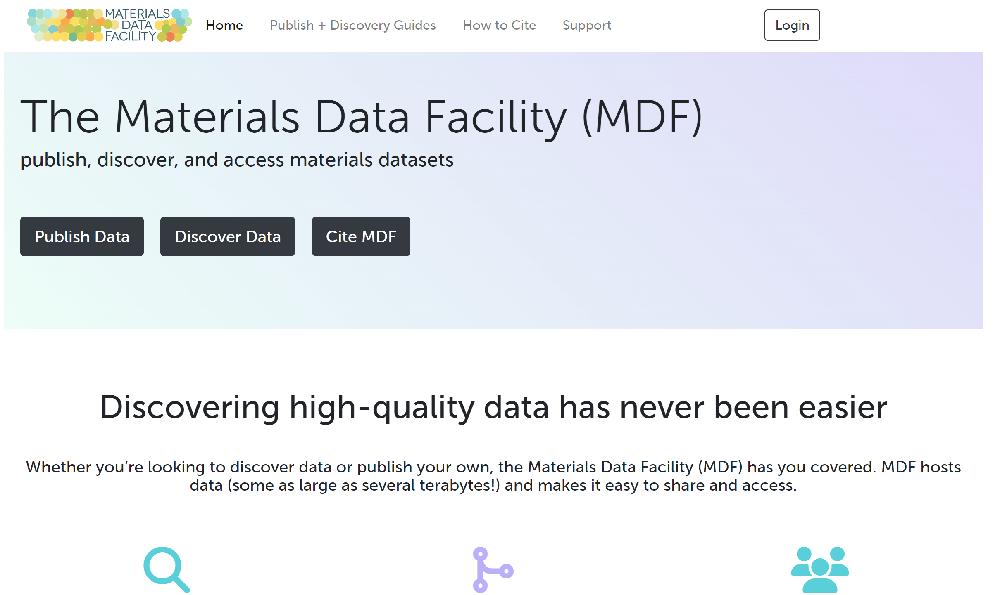 MATERIALS
DATA
FACILITY
Home
Publish + Discovery Guides
How to Cite
Support
Login
The Materials Data Facility (MDF)
publish, discover, and access materials datasets
Publish Data
Discover Data
Cite MDF
Discovering high-quality data has never been easier
Whether you’re looking to discover data or publish your own, the Materials Data Facility (MDF) has you covered. MDF hosts
data (some as large as several terabytes!) and makes it easy to share and access.